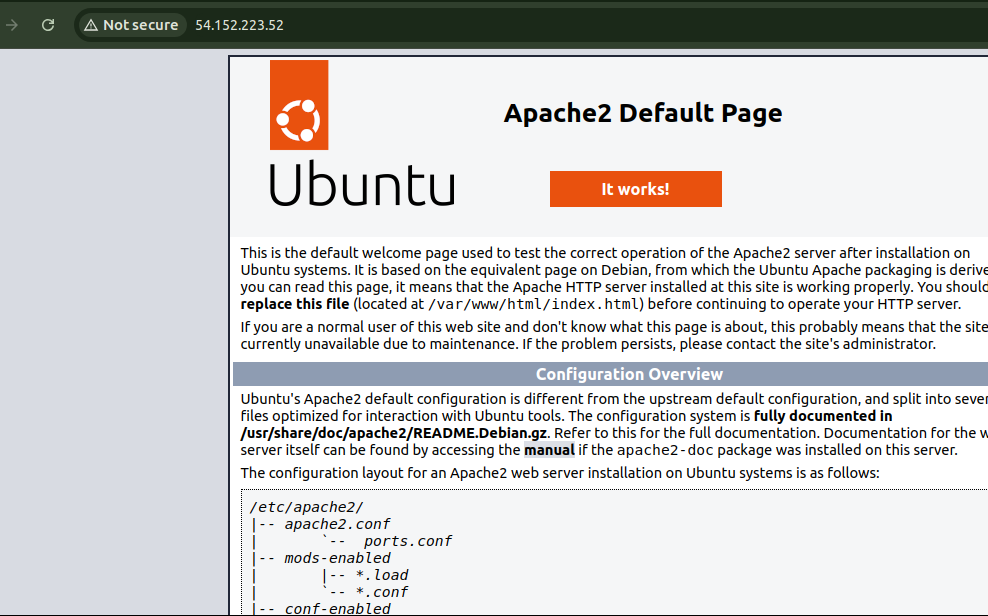 Not secure 54.152.223.52
Apache2 Default Page
Ubuntu
It works!
This is the default welcome page used to test the correct operation of the Apache2 server after installation on
Ubuntu systems. It is based on the equivalent page on Debian, from which the Ubuntu Apache packaging is derive
you can read this page, it means that the Apache HTTP server installed at this site is working properly. You should
replace this file (located at /var/www/html/index.html) before continuing to operate your HTTP server.
If you are a normal user of this web site and don't know what this page is about, this probably means that the site
currently unavailable due to maintenance. If the problem persists, please contact the site's administrator.
Configuration Overview
Ubuntu's Apache2 default configuration is different from the upstream default configuration, and split into sever
files optimized for interaction with Ubuntu tools. The configuration system is fully documented in
/usr/share/doc/apache2/README.Debian.gz. Refer to this for the full documentation. Documentation for the w
server itself can be found by accessing the manual if the apache2-doc package was installed on this server.
The configuration layout for an Apache2 web server installation on Ubuntu systems is as follows:
/etc/apache2/
|-- apache2.conf
|       `--  ports.conf
|-- mods-enabled
|       |-- *.load
|       `-- *.conf
|-- conf-enabled